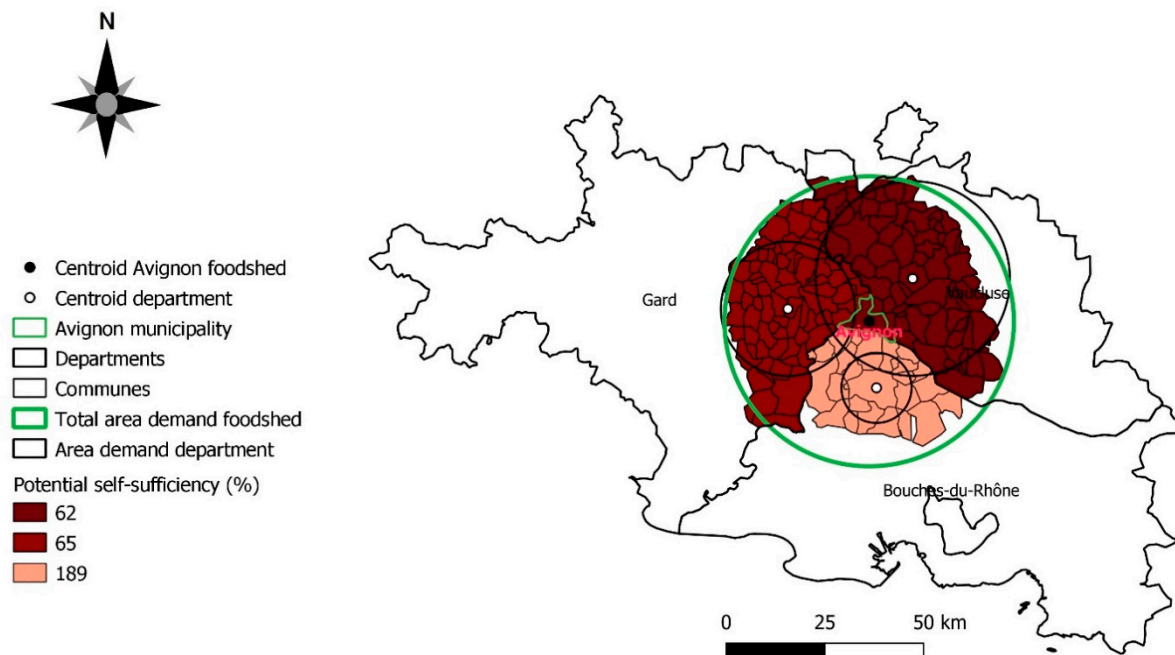 N
Centroid Avignon foodshed
Centroid department
Avignon municipality
Departments
Communes
Total area demand foodshed
Area demand department
Potential self-sufficiency (%)
62
65
189
Gard
Vaucluse
Avignon
Bouches-du-Rhône
0 25 50 km